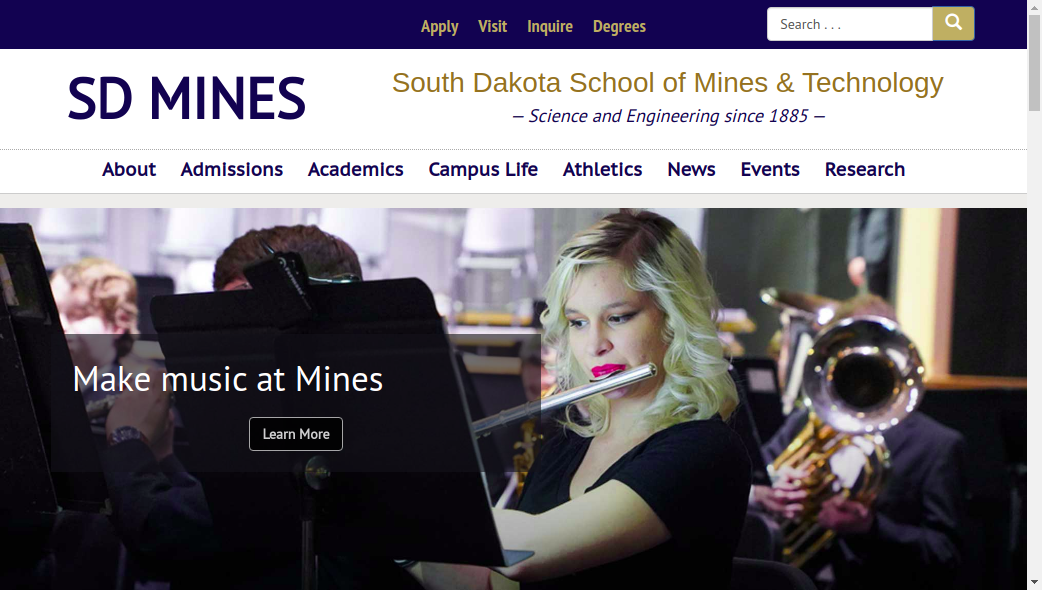 Apply Visit Inquire Degrees
Search . . .
SD MINES
South Dakota School of Mines & Technology
— Science and Engineering since 1885 —
About Admissions Academics Campus Life Athletics News Events Research
Make music at Mines
Learn More